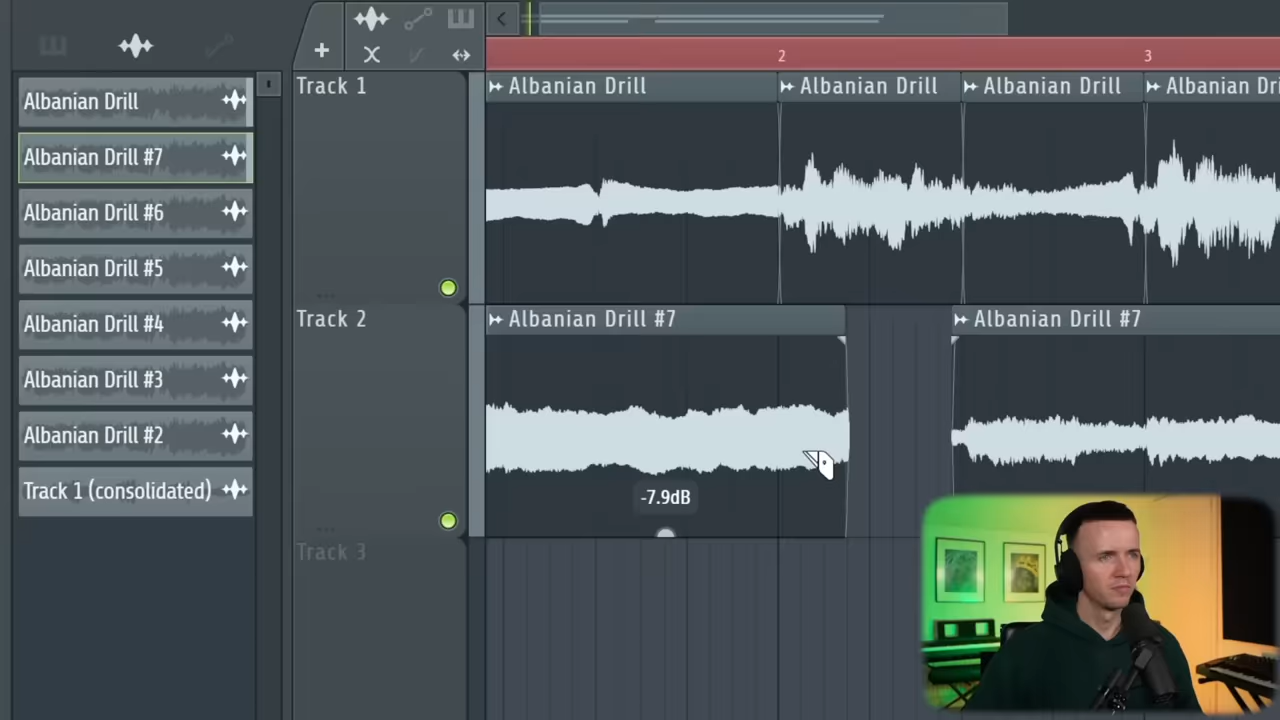 +
2
3
Track 1
Albanian Drill
Albanian Drill
Albanian Drill
Albanian Dri
Albanian Drill
Albanian Drill #7
Albanian Drill #6
Albanian Drill #5
Albanian Drill #4
Albanian Drill #3
Albanian Drill #2
Track 1 (consolidated)
Track 2
Albanian Drill #7
Albanian Drill #7
-7.9dB
Track 3